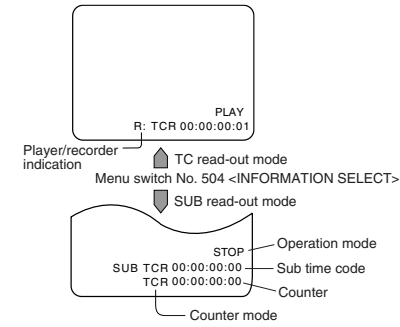 PLAY
R: TCR 00:00:00:01
Player/recorder
indication
TC read-out mode
Menu switch No. 504 <INFORMATION SELECT>
SUB read-out mode
STOP
Operation mode
SUB TCR 00:00:00:00
Sub time code
TCR 00:00:00:00
Counter
Counter mode